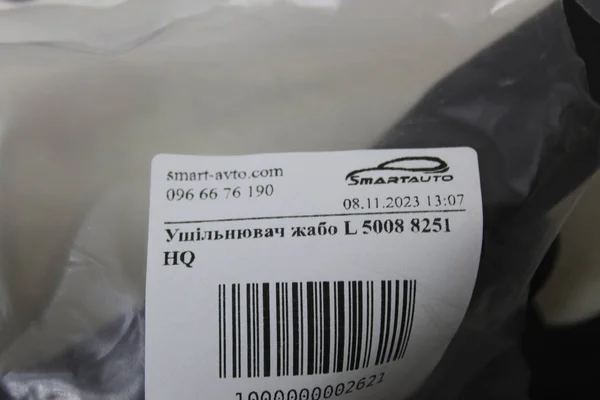 smart-avto.com
096 66 76 190
SMARTAUTO
08.11.2023 13:07
Ущільнювач жабо L 5008 8251
HQ
1000000002621